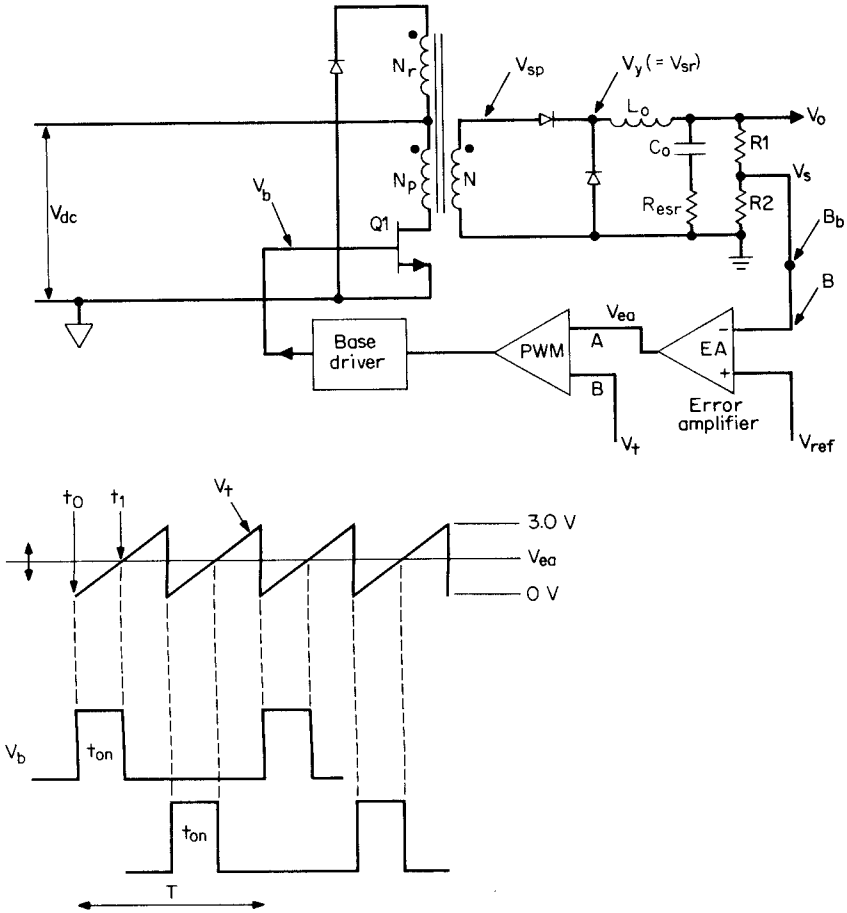 Nr
Vsp
Vy (= Vsr)
Lo
Vo
Co
R1
Vs
Np
N
Vb
Vdc
Q1
Resr
R2
Bb
B
Vea
Base
driver
PWM
A
B
EA
−
+
Error
amplifier
Vt
Vref
t0
t1
Vt
3.0 V
Vea
0 V
Vb
ton
ton
T